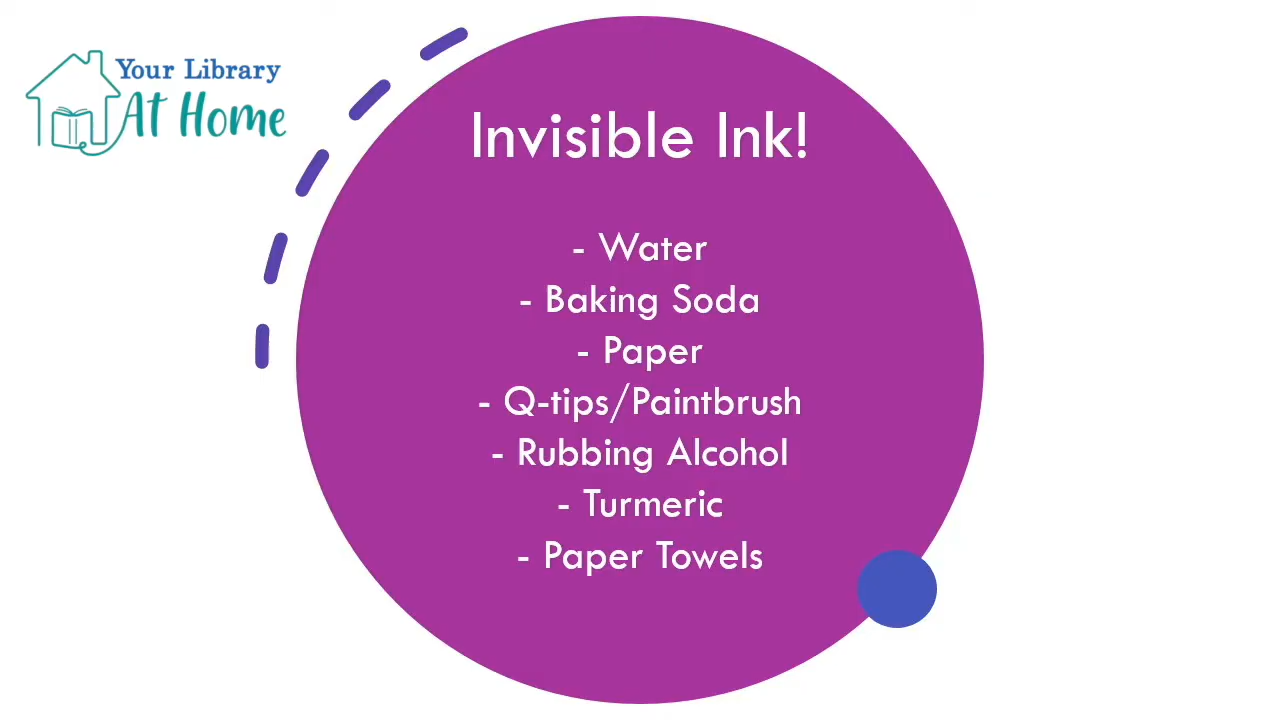 Your Library
At Home
Invisible Ink!
- Water
- Baking Soda
- Paper
- Q-tips/Paintbrush
- Rubbing Alcohol
- Turmeric
- Paper Towels